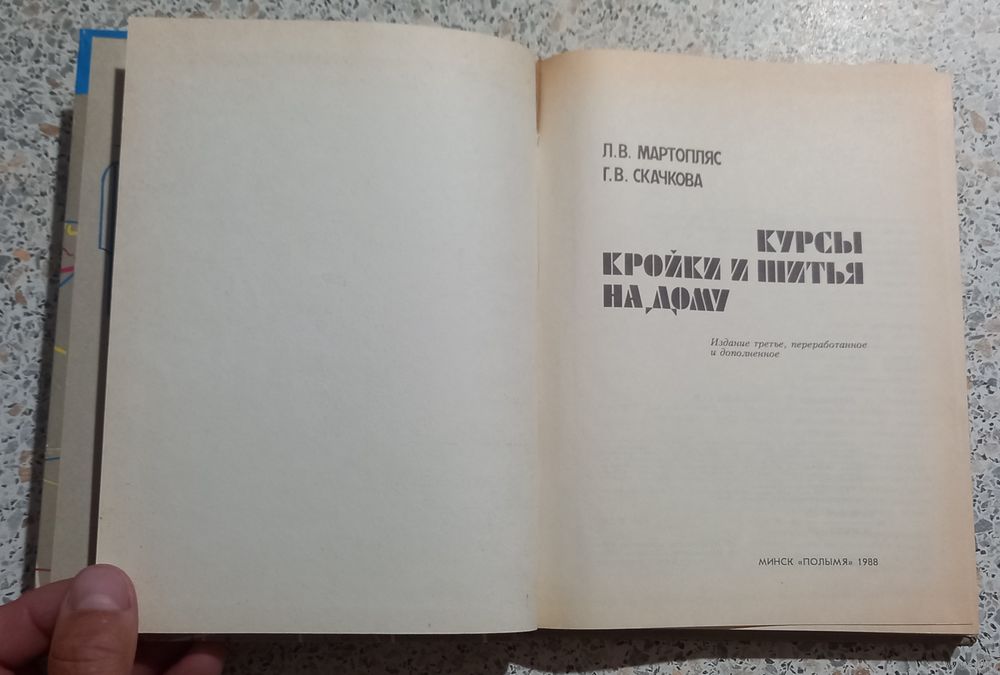 Л.В. МАРТОПЛЯС
Г.В. СКАЧКОВА
КУРСЫ
КРОЙКИ И ШИТЬЯ
НА ДОМУ
Издание третье, переработанное
и дополненное
МИНСК «ПОЛЫМЯ» 1988